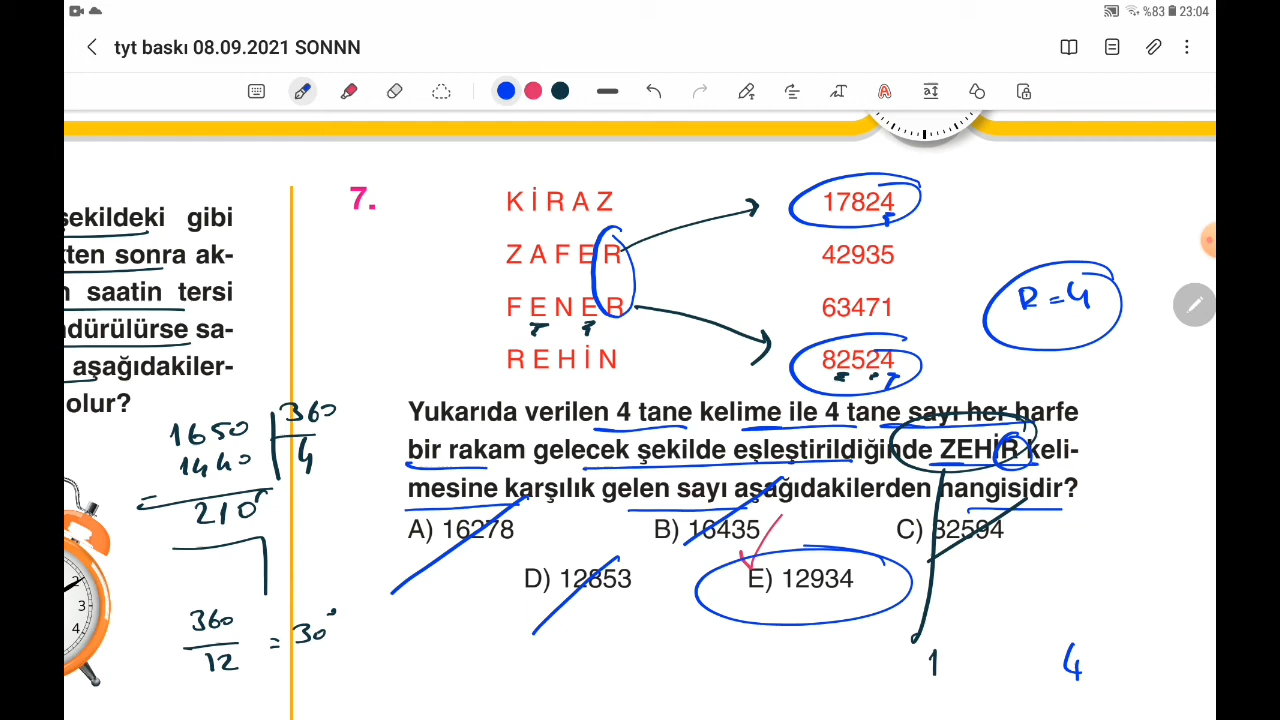 %83 23:04
tyt baskı 08.09.2021 SONNN
şekildeki gibi
kten sonra ak-
n saatin tersi
ndürülürse sa-
aşağıdakiler-
olur?
1650 360
1440 4
= 210°
360
12 = 30°
2
3
4
7.
KİRAZ 17824
ZAFER 42935
FENER 63471
REHİN 82524
R = 4
Yukarıda verilen 4 tane kelime ile 4 tane sayı her harfe
bir rakam gelecek şekilde eşleştirildiğinde ZEHİR keli-
mesine karşılık gelen sayı aşağıdakilerden hangisidir?
A) 16278 B) 16435 C) 32594
D) 12853 E) 12934
1 4